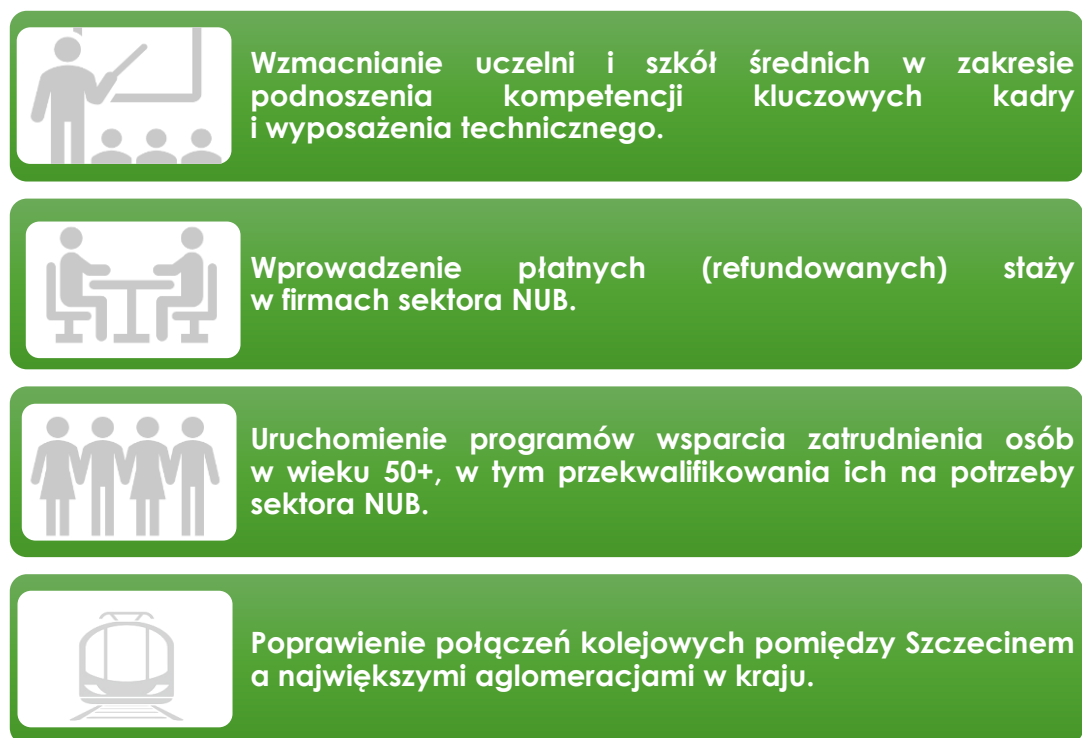 Wzmacnianie uczelni i szkół średnich w zakresie
podnoszenia kompetencji kluczowych kadry
i wyposażenia technicznego.
Wprowadzenie płatnych (refundowanych) staży
w firmach sektora NUB.
Uruchomienie programów wsparcia zatrudnienia osób
w wieku 50+, w tym przekwalifikowania ich na potrzeby
sektora NUB.
Poprawienie połączeń kolejowych pomiędzy Szczecinem
a największymi aglomeracjami w kraju.